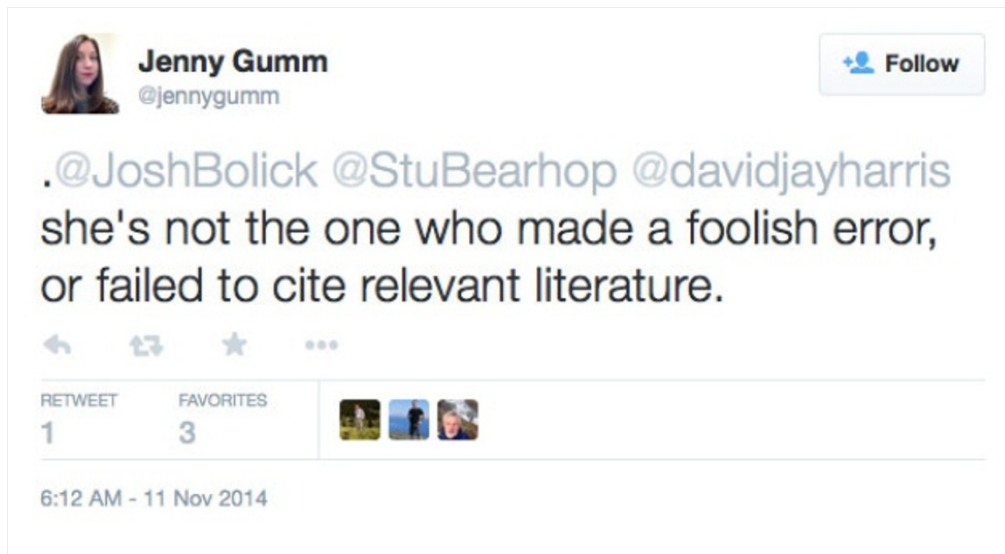 Jenny Gumm
@jennygumm
Follow
.@JoshBolick @StuBearhop @davidjayharris
she's not the one who made a foolish error,
or failed to cite relevant literature.
RETWEET FAVORITES
1 3
6:12 AM - 11 Nov 2014